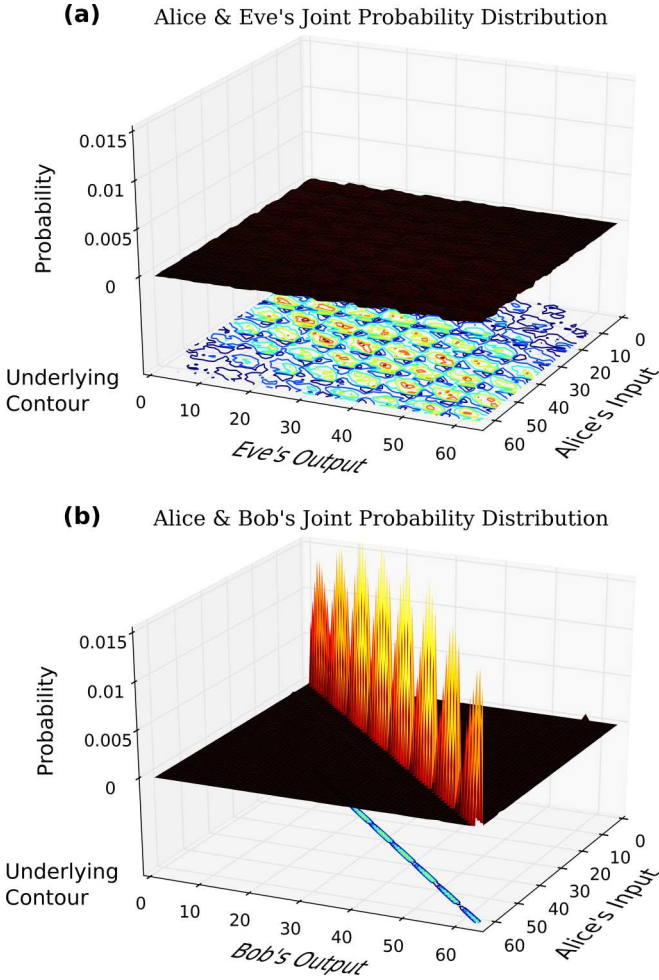 (a) Alice & Eve's Joint Probability Distribution
0.015
0.01
0.005
0
Probability
Underlying
Contour
0 10 20 30 40 50 60
Eve's Output
60 50 40 30 20 10 0
Alice's Input
(b) Alice & Bob's Joint Probability Distribution
0.015
0.01
0.005
0
Probability
Underlying
Contour
0 10 20 30 40 50 60
Bob's Output
60 50 40 30 20 10 0
Alice's Input